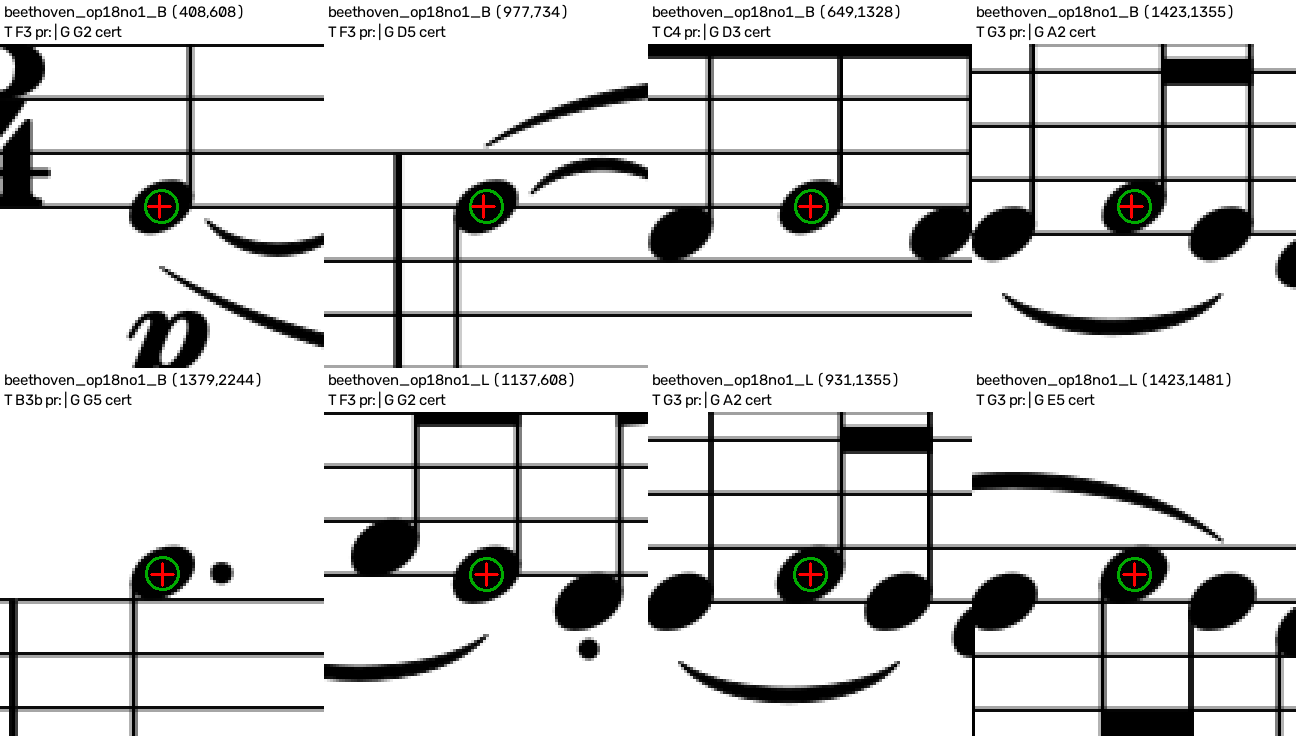 beethoven_op18no1_B (408,608)
T F3 pr:|G G2 cert
beethoven_op18no1_B (977,734)
T F3 pr:|G D5 cert
beethoven_op18no1_B (649,1328)
T C4 pr:|G D3 cert
beethoven_op18no1_B (1423,1355)
T G3 pr:|G A2 cert
4
p
beethoven_op18no1_B (1379,2244)
T B3b pr:|G G5 cert
beethoven_op18no1_L (1137,608)
T F3 pr:|G G2 cert
beethoven_op18no1_L (931,1355)
T G3 pr:|G A2 cert
beethoven_op18no1_L (1423,1481)
T G3 pr:|G E5 cert